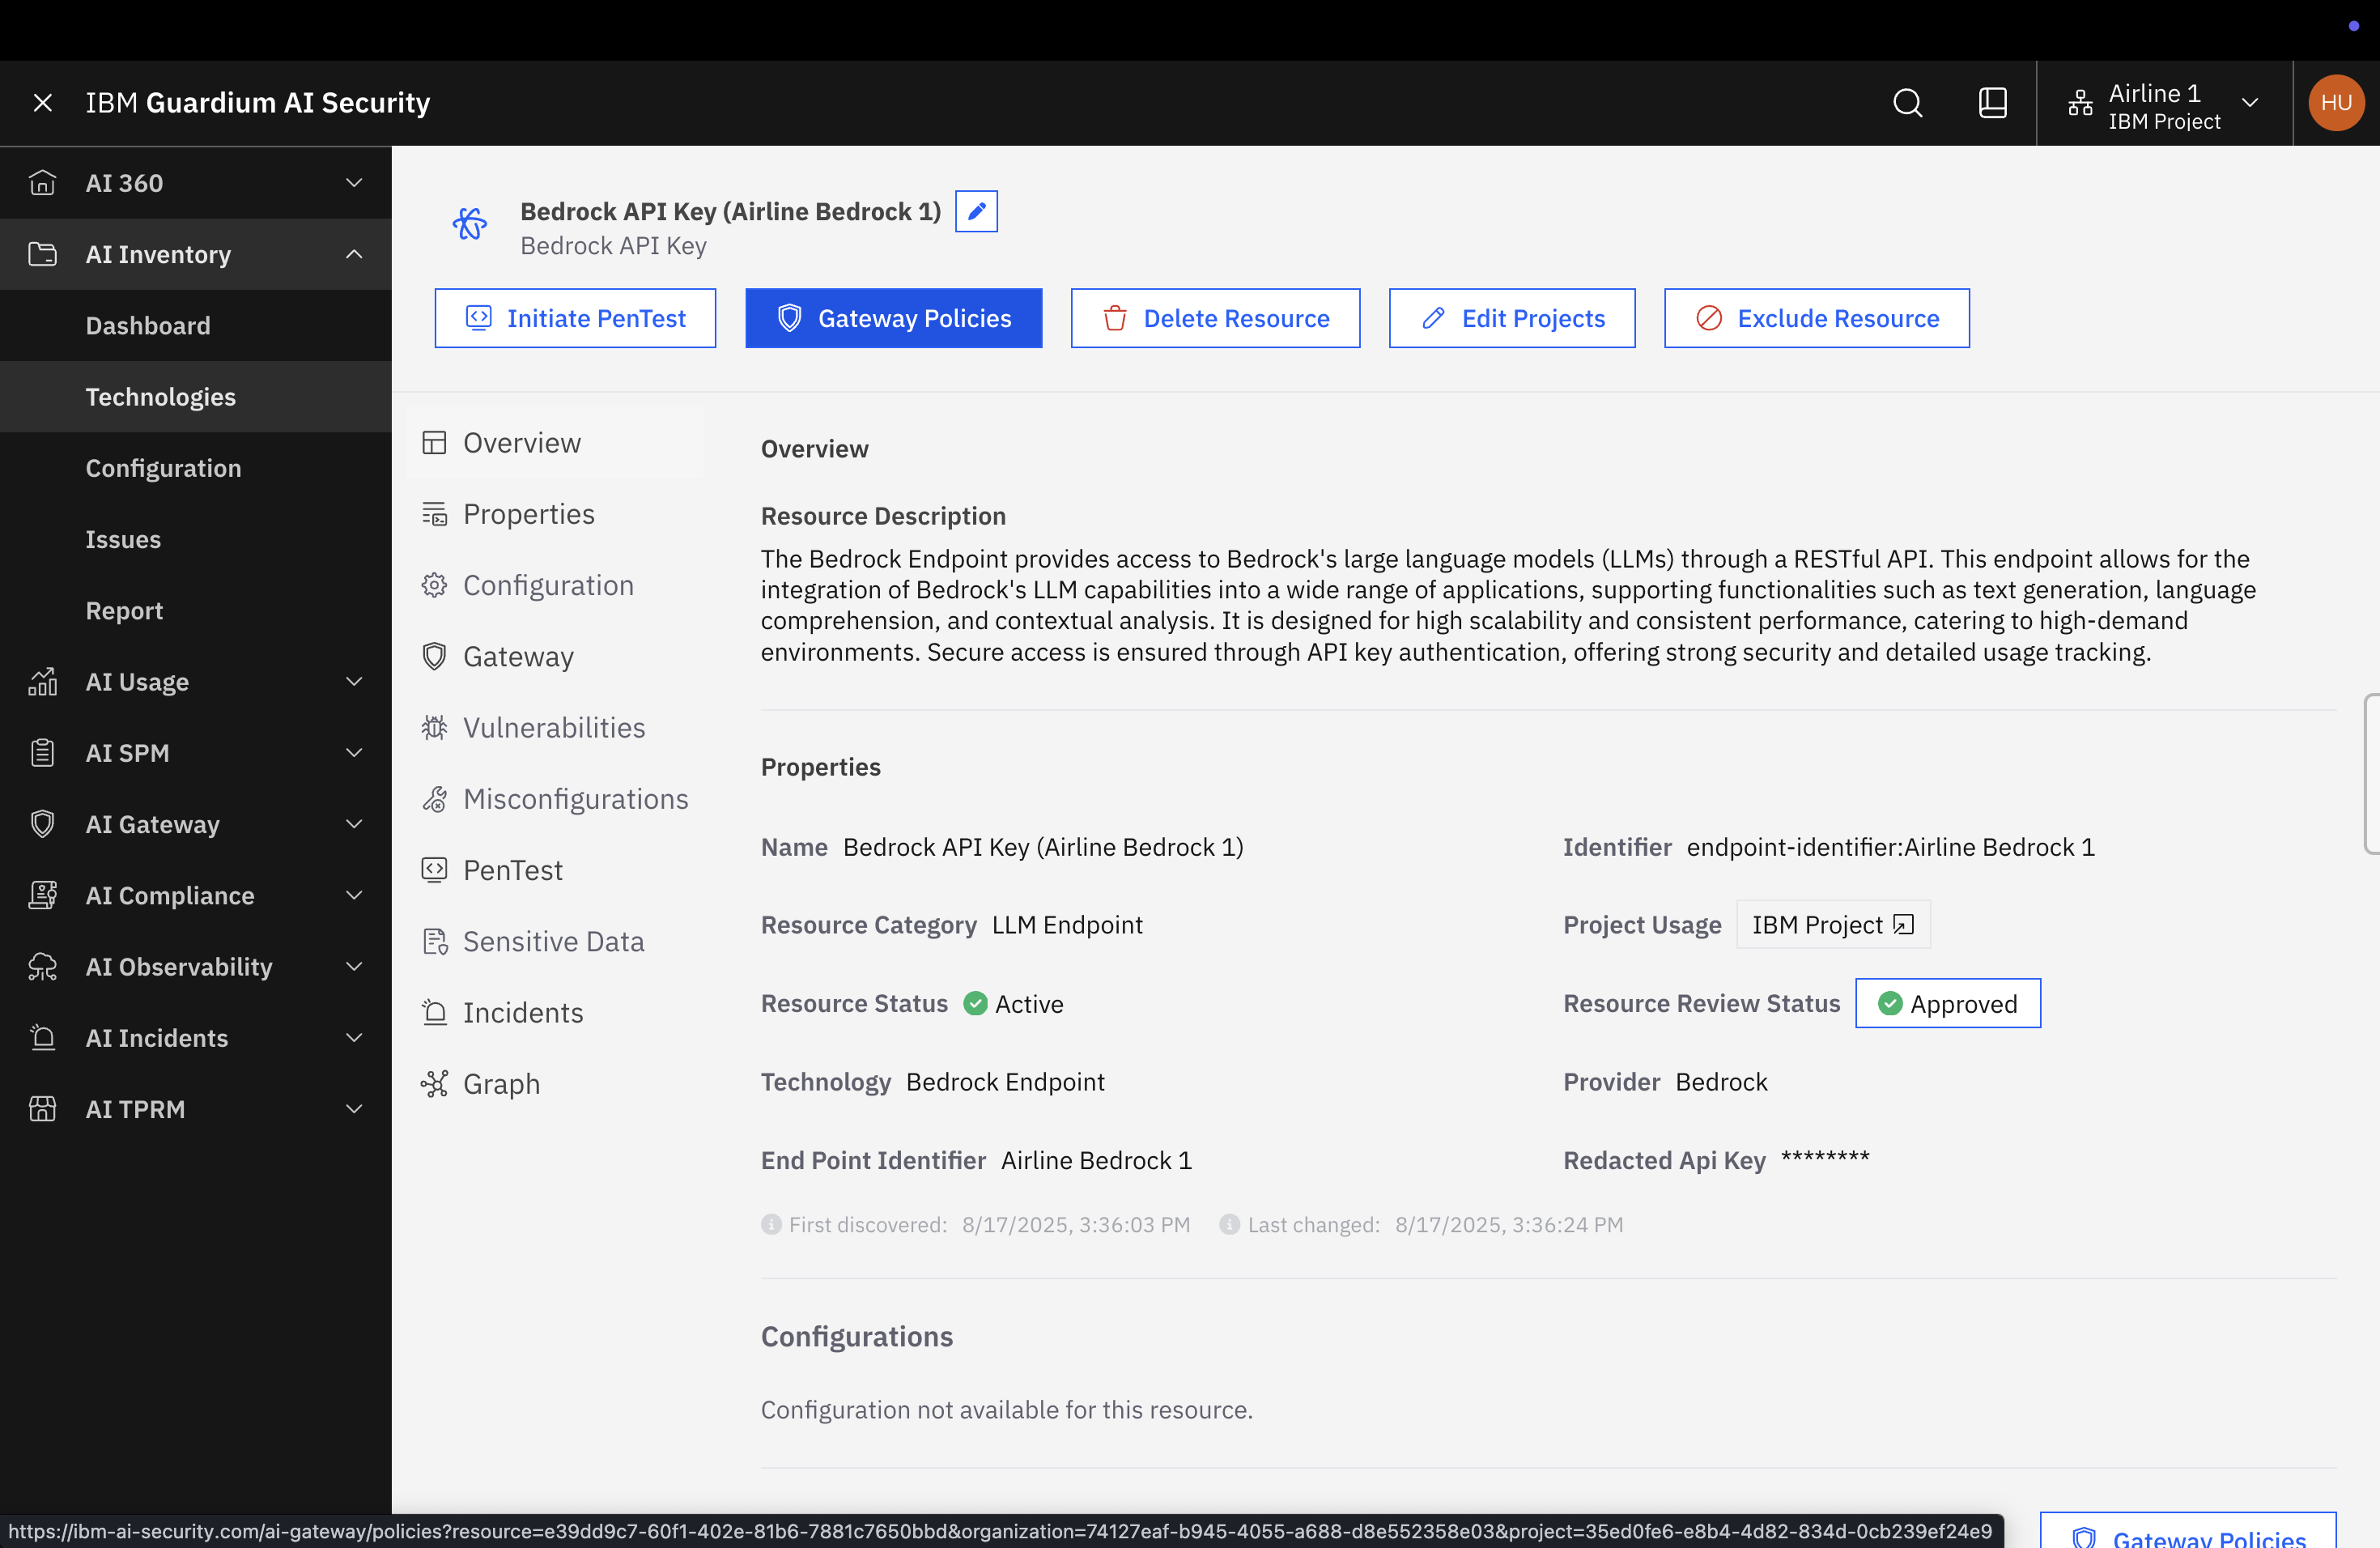 IBM Guardium AI Security
Airline 1
IBM Project
HU
AI 360
AI Inventory
Dashboard
Technologies
Configuration
Issues
Report
AI Usage
AI SPM
AI Gateway
AI Compliance
AI Observability
AI Incidents
AI TPRM
Bedrock API Key (Airline Bedrock 1)
Bedrock API Key
Initiate PenTest
Gateway Policies
Delete Resource
Edit Projects
Exclude Resource
Overview
Properties
Configuration
Gateway
Vulnerabilities
Misconfigurations
PenTest
Sensitive Data
Incidents
Graph
Overview
Resource Description
The Bedrock Endpoint provides access to Bedrock's large language models (LLMs) through a RESTful API. This endpoint allows for the
integration of Bedrock's LLM capabilities into a wide range of applications, supporting functionalities such as text generation, language
comprehension, and contextual analysis. It is designed for high scalability and consistent performance, catering to high-demand
environments. Secure access is ensured through API key authentication, offering strong security and detailed usage tracking.
Properties
Name Bedrock API Key (Airline Bedrock 1)
Identifier endpoint-identifier:Airline Bedrock 1
Resource Category LLM Endpoint
Project Usage IBM Project
Resource Status Active
Resource Review Status Approved
Technology Bedrock Endpoint
Provider Bedrock
End Point Identifier Airline Bedrock 1
Redacted Api Key ********
First discovered: 8/17/2025, 3:36:03 PM
Last changed: 8/17/2025, 3:36:24 PM
Configurations
Configuration not available for this resource.
Gateway Policies
https://ibm-ai-security.com/ai-gateway/policies?resource=e39dd9c7-60f1-402e-81b6-7881c7650bbd&organization=74127eaf-b945-4055-a688-d8e552358e03&project=35ed0fe6-e8b4-4d82-834d-0cb239ef24e9